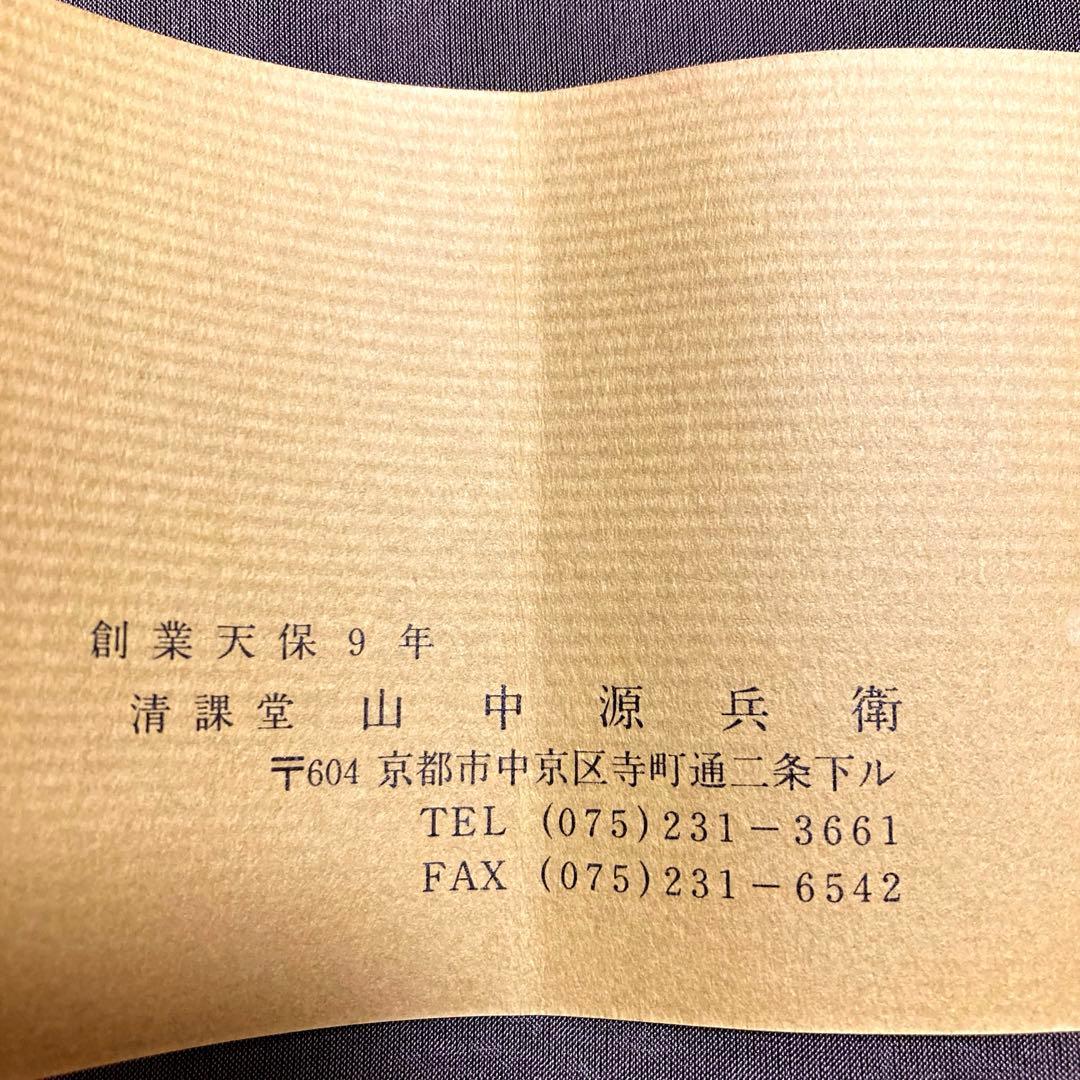 創業天保9年
清課堂 山中源兵衛
〒604 京都市中京区寺町通二条下ル
TEL (075)231-3661
FAX (075)231-6542